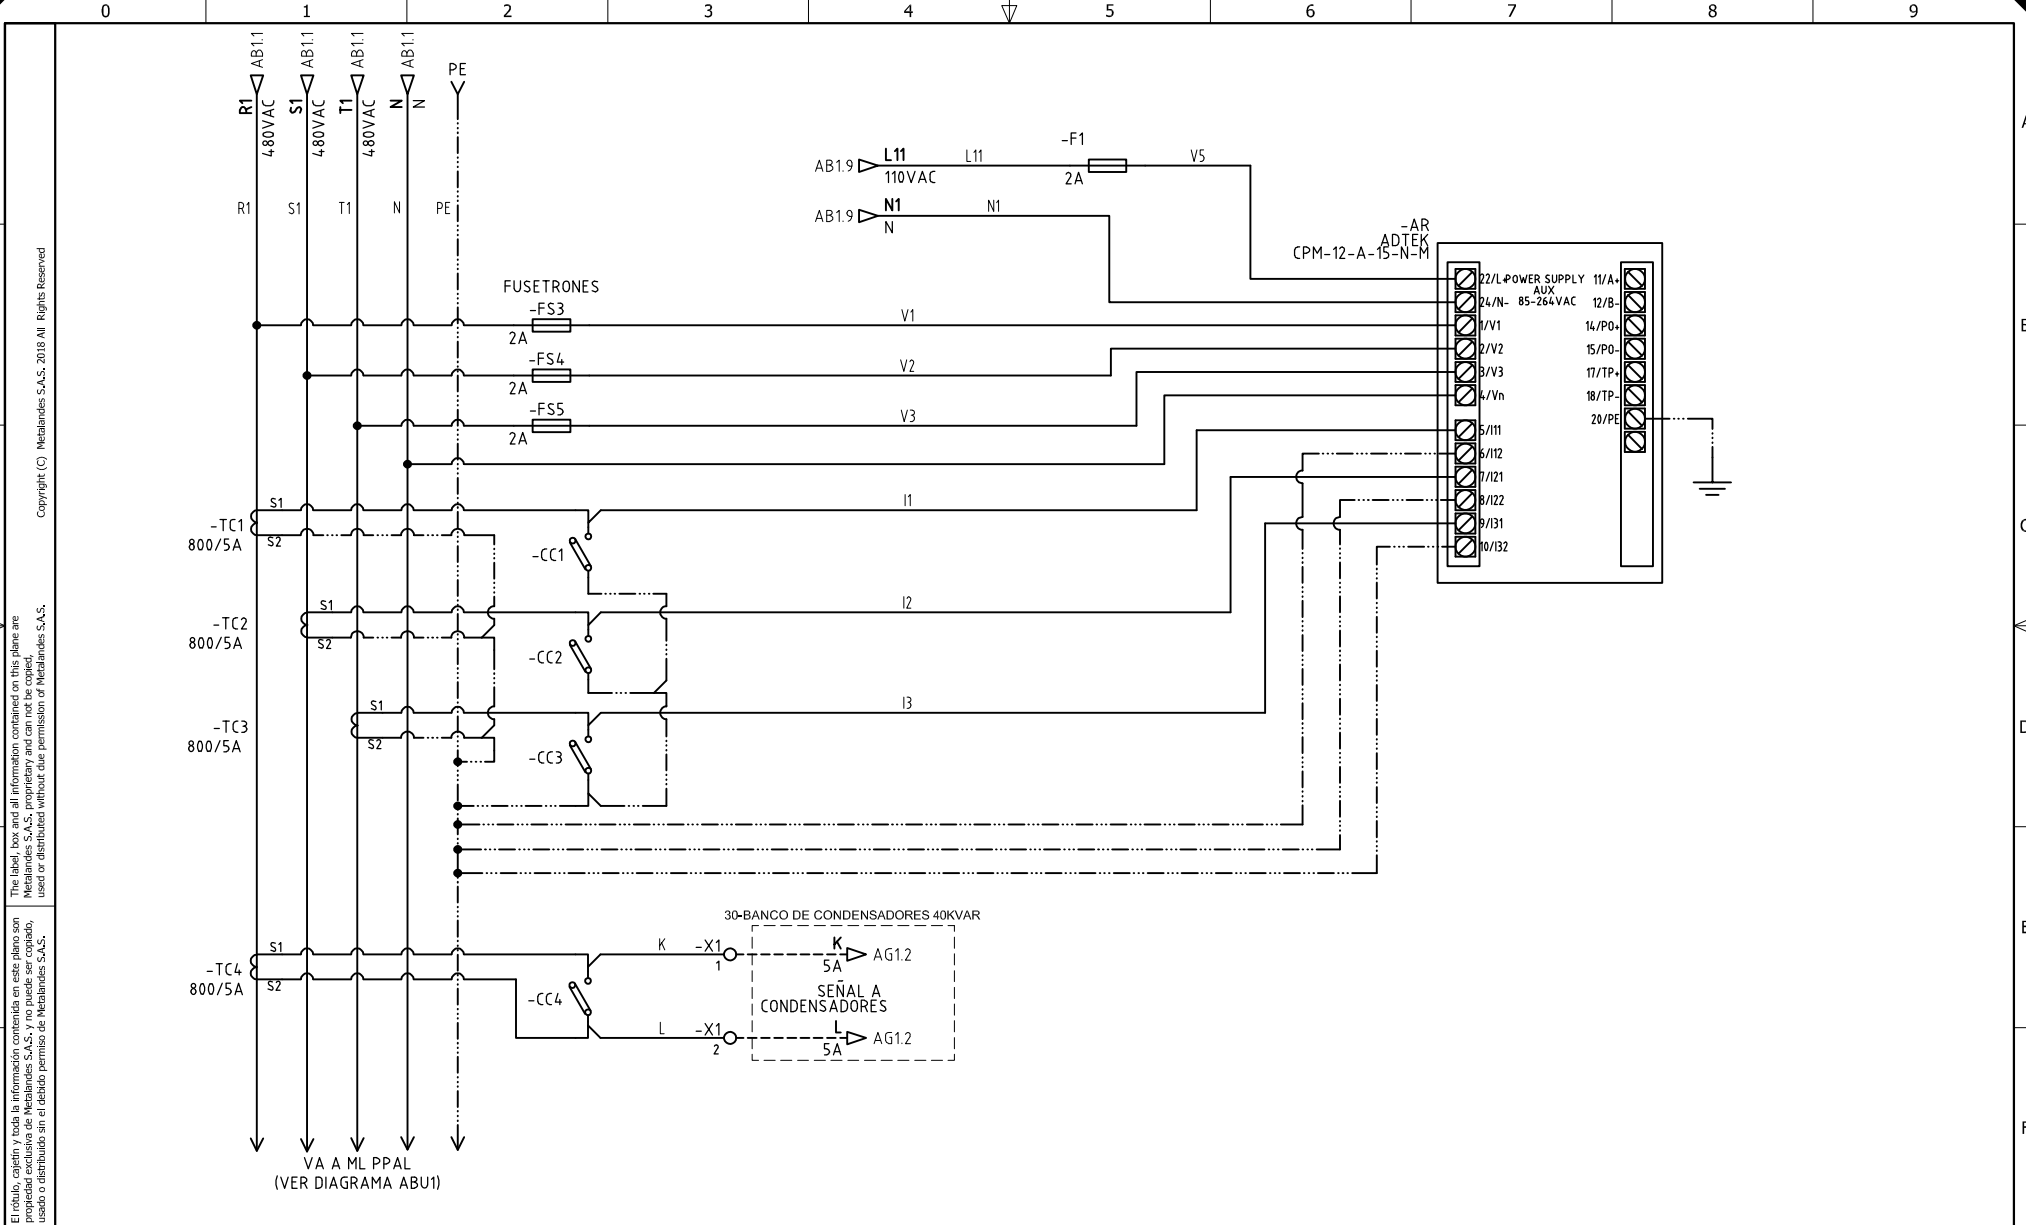 0 1 2 3 4 5 6 7 8 9
AB1.1 AB1.1 AB1.1 AB1.1 PE
R1 S1 T1 N N
480VAC 480VAC 480VAC
R1 S1 T1 N PE
AB1.9 L11 L11 -F1 V5
110VAC 2A
AB1.9 N1 N1
N
-AR
ADTEK
CPM-12-A-15-N-M
22/L+ POWER SUPPLY 11/A+
AUX
24/N- 85-264VAC 12/B-
1/V1 14/PO+
2/V2 15/PO-
3/V3 17/TP+
4/Vn 18/TP-
20/PE
5/I11
6/I12
7/I21
8/I22
9/I31
10/I32
FUSETRONES
-FS3 V1
2A
-FS4 V2
2A
-FS5 V3
2A
S1 I1
-TC1
800/5A S2 -CC1
S1 I2
-TC2
800/5A S2 -CC2
S1 I3
-TC3
800/5A S2 -CC3
30-BANCO DE CONDENSADORES 40KVAR
S1 K -X1 K AG1.2
-TC4 1 5A
800/5A S2 -CC4
-
SEÑAL A
CONDENSADORES
L -X1 L AG1.2
2 5A
VA A ML PPAL
(VER DIAGRAMA ABU1)
Copyright (C) Metalandes S.A.S. 2018 All Rights Reserved
The label, box and all information contained on this plane are
Metalandes S.A.S. proprietary and can not be copied,
used or distributed without due permission of Metalandes S.A.S.
El rótulo, cajetín y toda la información contenida en este plano son
propiedad exclusiva de Metalandes S.A.S. y no puede ser copiado,
usado o distribuido sin el debido permiso de Metalandes S.A.S.